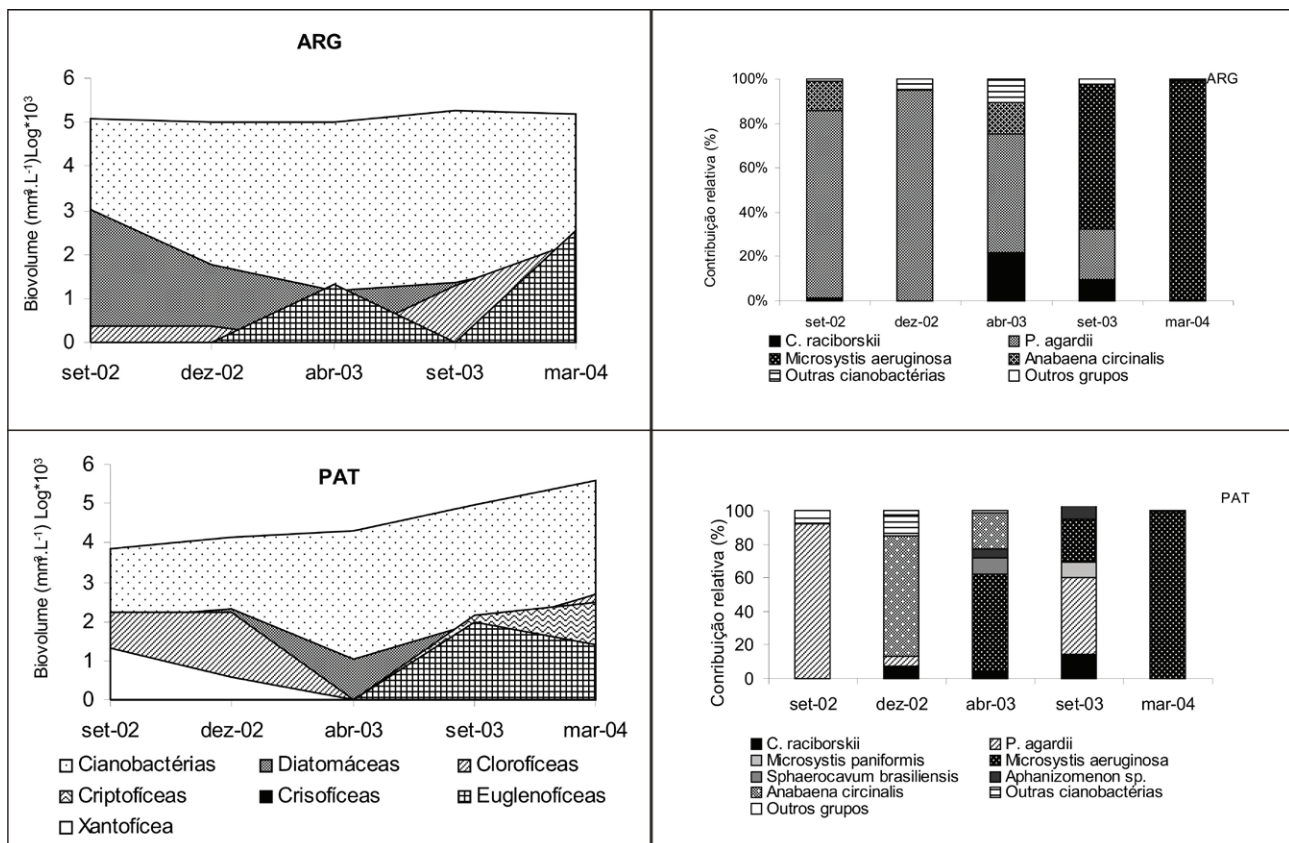 ARG
Biovolume (mm³.L⁻¹)Log*10³
6
5
4
3
2
1
0
set-02 dez-02 abr-03 set-03 mar-04
ARG
Contribuição relativa (%)
100%
80%
60%
40%
20%
0%
set-02 dez-02 abr-03 set-03 mar-04
C. raciborskii P. agardii
Microsystis aeruginosa Anabaena circinalis
Outras cianobactérias Outros grupos
PAT
Biovolume (mm³.L⁻¹) Log*10³
6
5
4
3
2
1
0
set-02 dez-02 abr-03 set-03 mar-04
Cianobactérias Diatomáceas Clorofíceas
Criptofíceas Crisofíceas Euglenofíceas
Xantofícea
PAT
Conribuição relativa (%)
100
80
60
40
20
0
set-02 dez-02 abr-03 set-03 mar-04
C. raciborskii P. agardii
Microsystis paniformis Microsystis aeruginosa
Sphaerocavum brasiliensis Aphanizomenon sp.
Anabaena circinalis Outras cianobactérias
Outros grupos